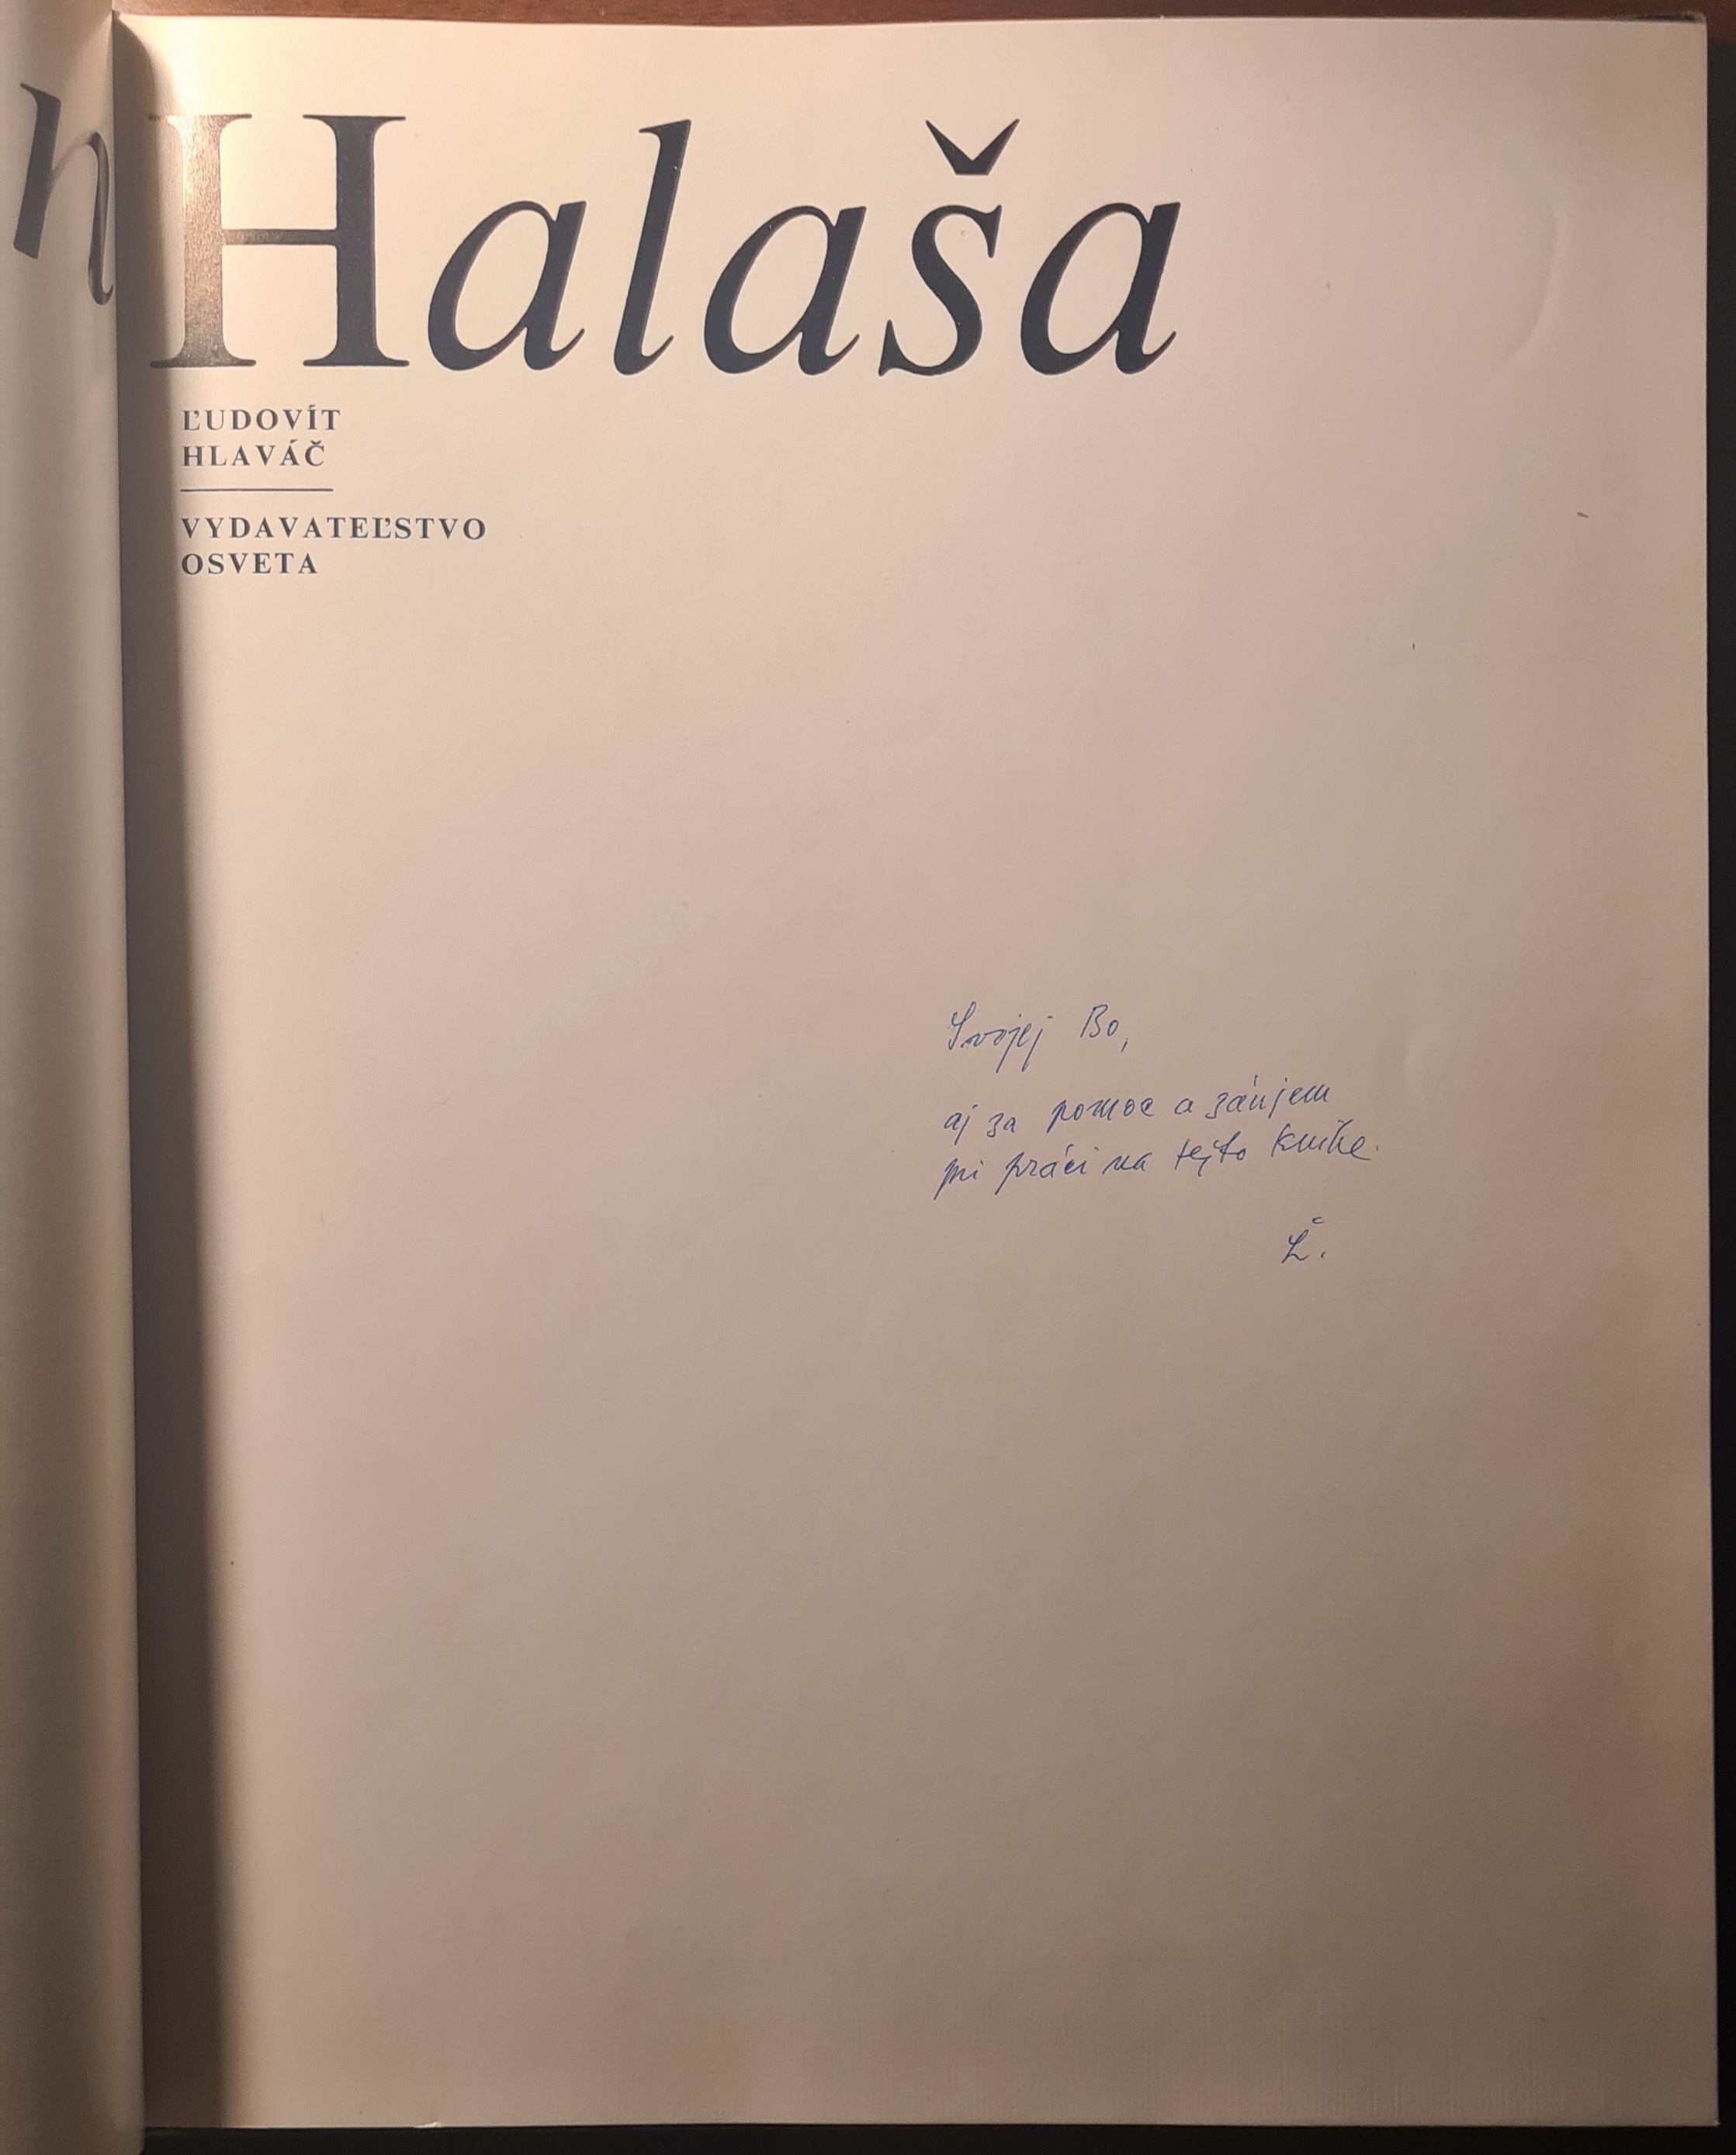 n
Halaša
ĽUDOVÍT
HLAVÁČ
VYDAVATEĽSTVO
OSVETA
Svojej Bo,
aj za pomoc a záujem
pri práci na tejto knihe.
Ľ.